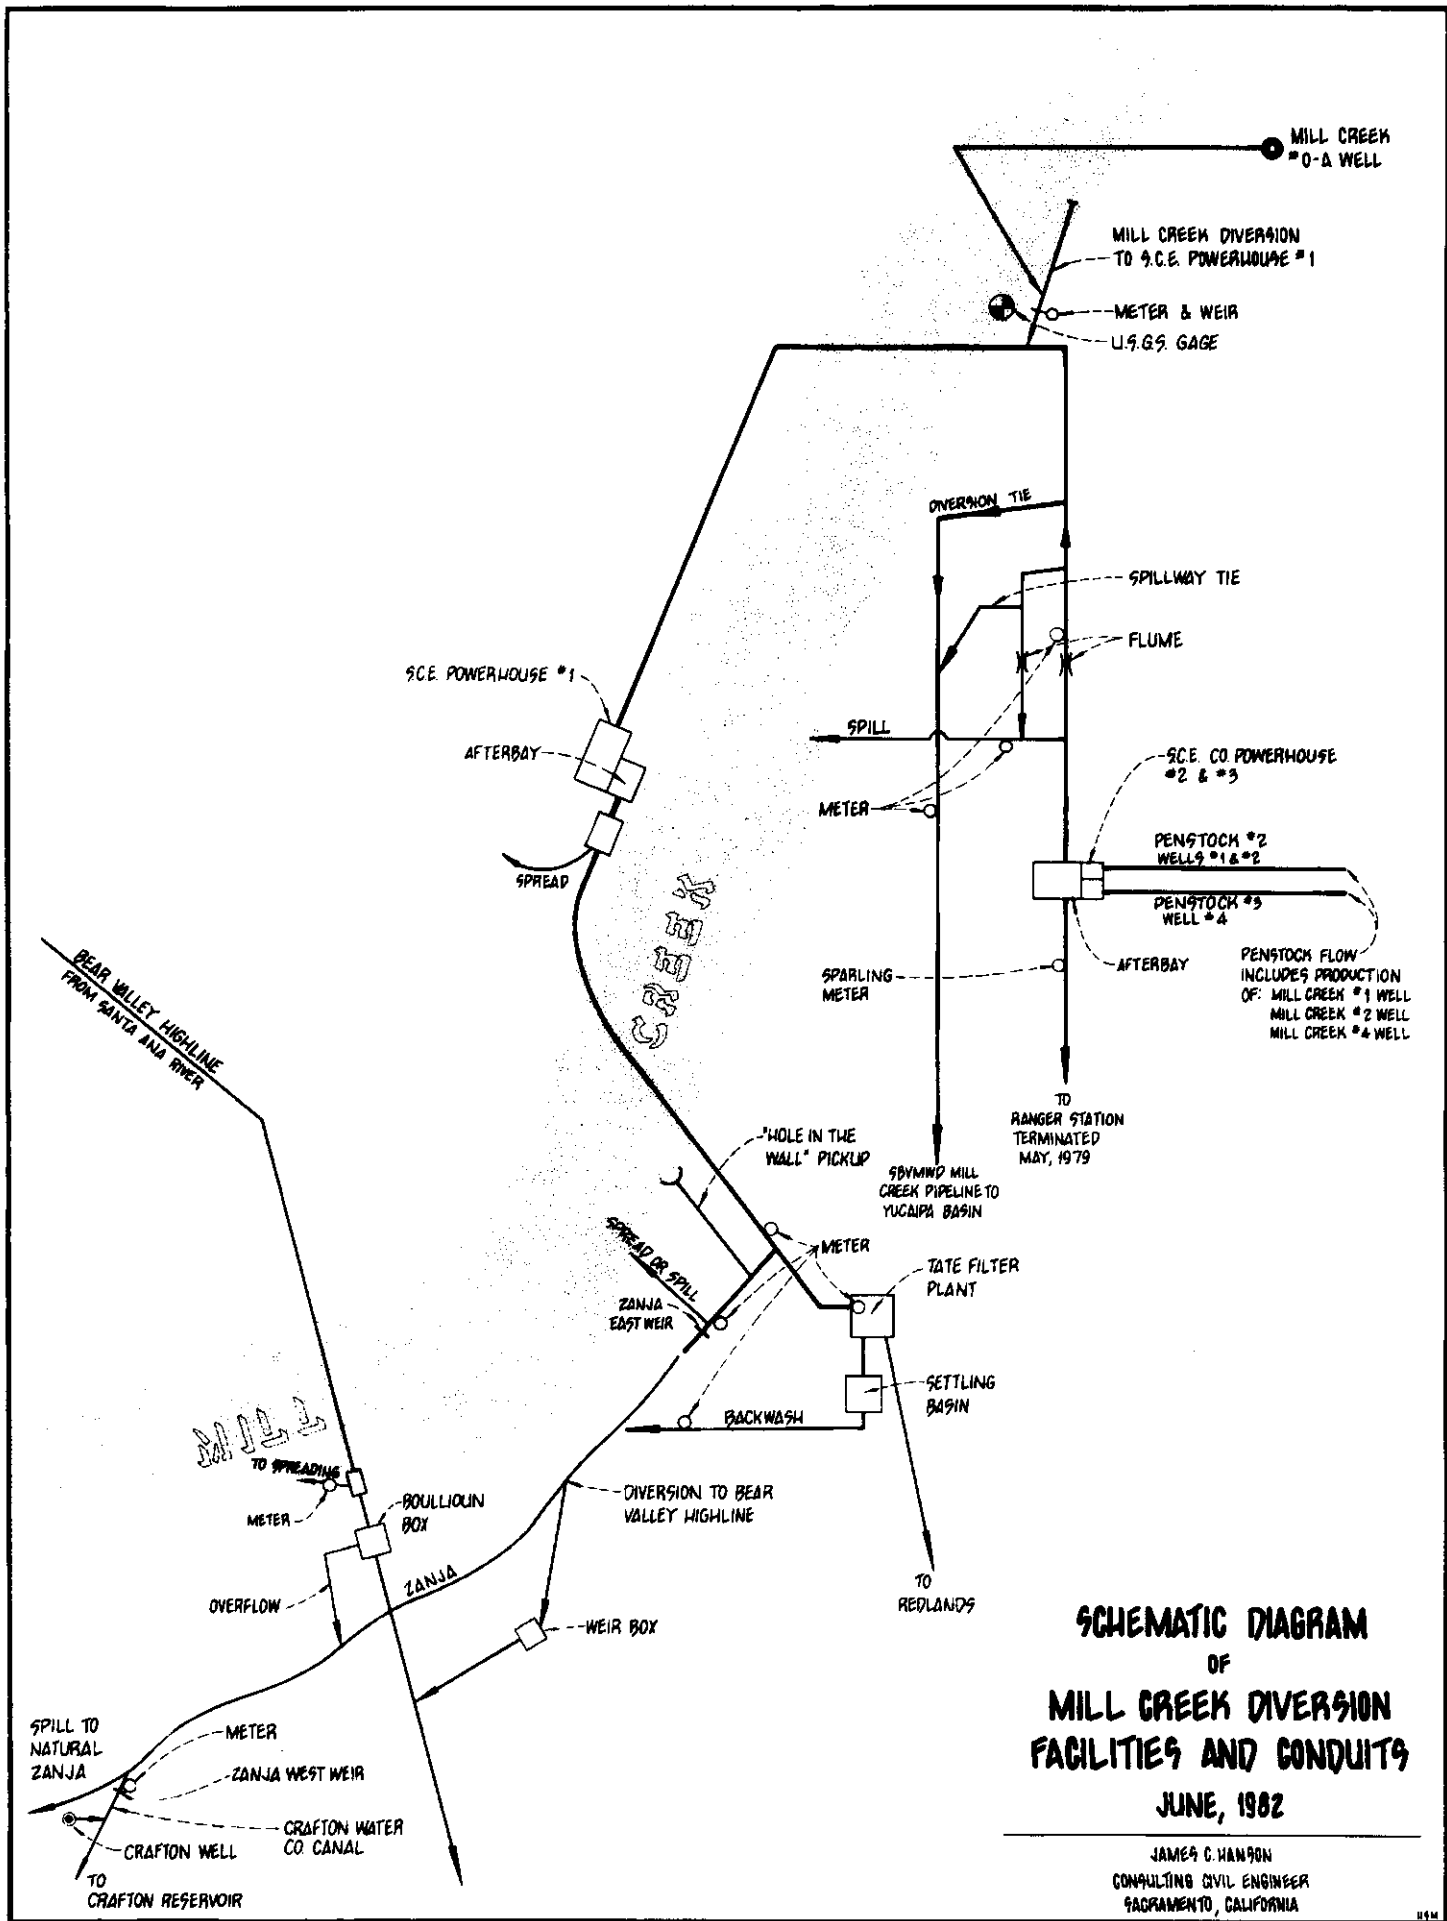 MILL CREEK
#0-A WELL
MILL CREEK DIVERSION
TO S.C.E. POWERHOUSE #1
METER & WEIR
U.S.G.S. GAGE
DIVERSION TIE
SPILLWAY TIE
FLUME
S.C.E. POWERHOUSE #1
AFTERBAY
SPILL
S.C.E. CO. POWERHOUSE
#2 & #3
METER
PENSTOCK #2
WELLS #1 & #2
SPREAD
PENSTOCK #3
WELL #4
CREEK
BEAR VALLEY HIGHLINE
FROM SANTA ANA RIVER
SPARLING
METER
AFTERBAY
PENSTOCK FLOW
INCLUDES PRODUCTION
OF: MILL CREEK #1 WELL
MILL CREEK #2 WELL
MILL CREEK #4 WELL
TO
RANGER STATION
TERMINATED
MAY, 1979
"HOLE IN THE
WALL" PICKUP
SBVMWD MILL
CREEK PIPELINE TO
YUCAIPA BASIN
SPREAD OR SPILL
METER
TATE FILTER
PLANT
ZANJA
EAST WEIR
SETTLING
BASIN
BACKWASH
MILL
TO SPREADING
METER
BOULLIOUN
BOX
DIVERSION TO BEAR
VALLEY HIGHLINE
ZANJA
OVERFLOW
WEIR BOX
TO
REDLANDS
SPILL TO
NATURAL
ZANJA
METER
ZANJA WEST WEIR
CRAFTON WATER
CO. CANAL
CRAFTON WELL
TO
CRAFTON RESERVOIR
SCHEMATIC DIAGRAM
OF
MILL CREEK DIVERSION
FACILITIES AND CONDUITS
JUNE, 1982
JAMES C. HANSON
CONSULTING CIVIL ENGINEER
SACRAMENTO, CALIFORNIA